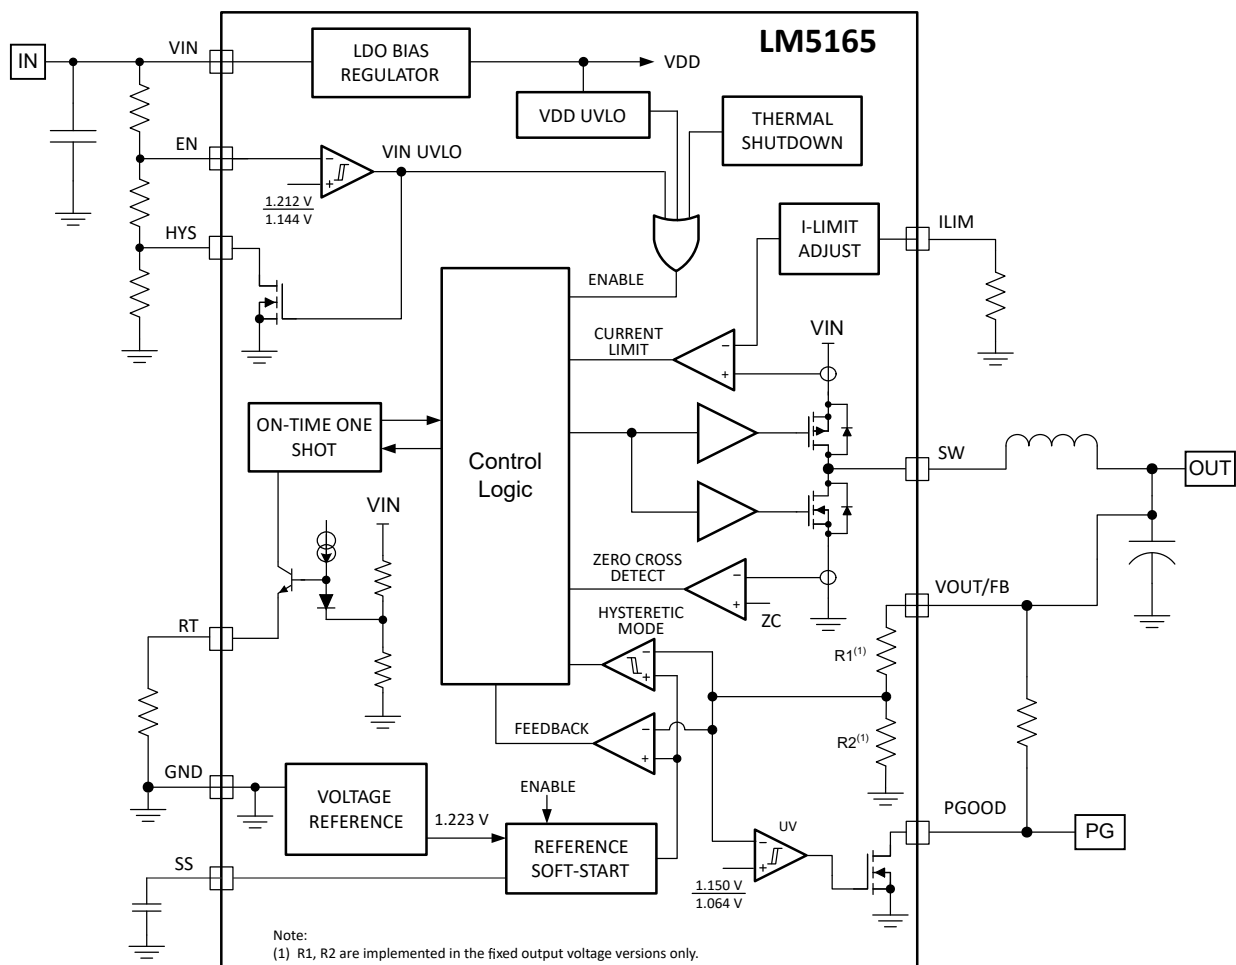 LM5165
IN
VIN
LDO BIAS
REGULATOR
VDD
VDD UVLO
THERMAL
SHUTDOWN
EN
VIN UVLO
1.212 V
1.144 V
−
+
HYS
I-LIMIT
ADJUST
ILIM
ENABLE
CURRENT
LIMIT
−
+
VIN
ON-TIME ONE
SHOT
Control
Logic
SW
OUT
VIN
ZERO CROSS
DETECT
−
+
ZC
VOUT/FB
RT
HYSTERETIC
MODE
−
+
R1(1)
FEEDBACK
−
+
R2(1)
GND
VOLTAGE
REFERENCE
1.223 V
ENABLE
REFERENCE
SOFT-START
UV
−
+
1.150 V
1.064 V
PGOOD
PG
SS
Note:
(1) R1, R2 are implemented in the fixed output voltage versions only.